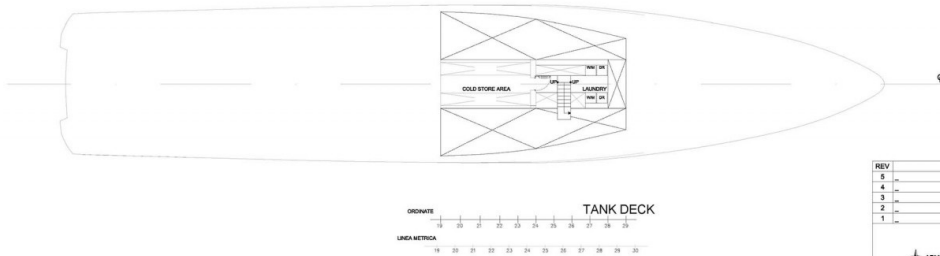 WM DR
UP UP
COLD STORE AREA
LAUNDRY
WM DR
REV
5 _
4 _
3 _
2 _
1 _
TANK DECK
ORDINATE
19 20 21 22 23 24 25 26 27 28 29
LINEA METRICA
19 20 21 22 23 24 25 26 27 28 29 30